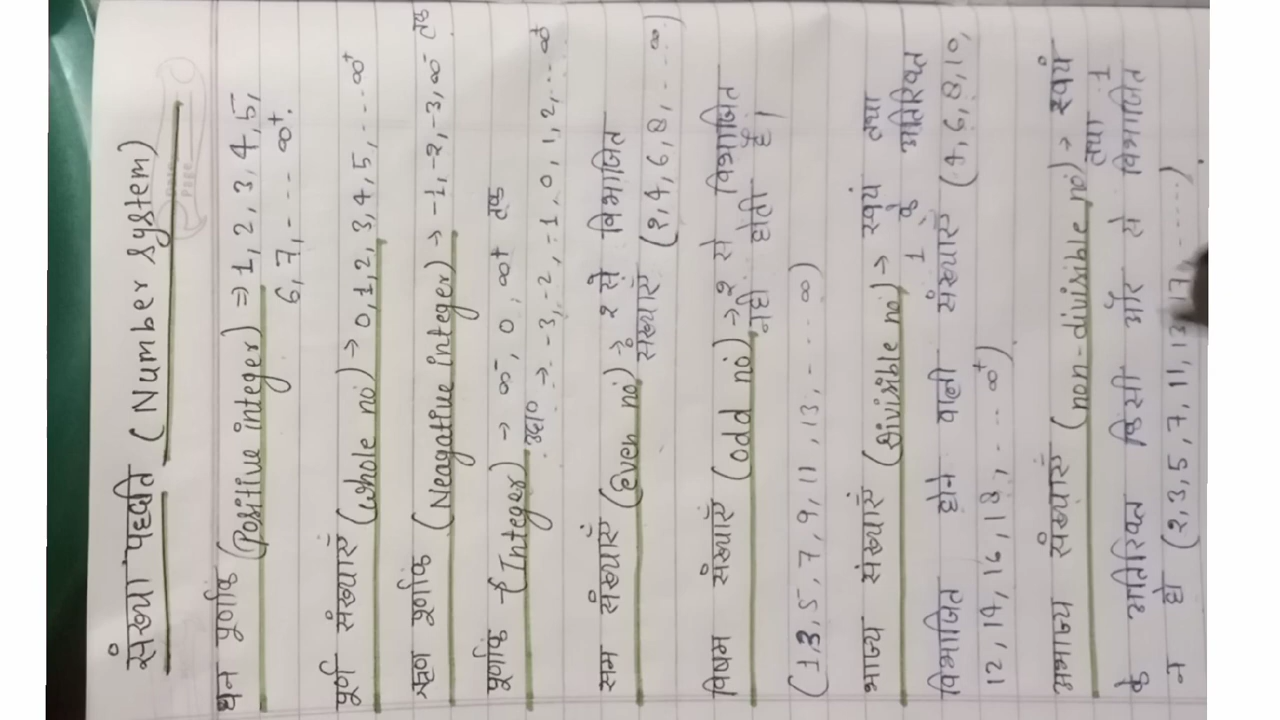 संख्या पद्धति (Number System)
धन पूर्णांक (Positive integer) ⇒ 1, 2, 3, 4, 5,
6, 7, - - - ∞⁺.
पूर्ण संख्याएँ (Whole no) → 0, 1, 2, 3, 4, 5, - - - ∞⁺
ऋण पूर्णांक (Neagative integer) → -1, -2, -3, ∞⁻ तक
पूर्णांक → (Integer) → ∞⁻, 0, ∞+ तक
उदा० → -3, -2, -1, 0, 1, 2, - - - ∞⁺
सम संख्याएँ (Even no) → 2 से विभाजित
संख्याएँ (2, 4, 6, 8, - - ∞)
विषम संख्याएँ (odd no) → 2 से विभाजित
नही होती है।
(1, 3, 5, 7, 9, 11, 13, - - - ∞)
भाज्य संख्याएँ (Divisible no) → स्वयं तथा
1 के अतिरिक्त
विभाजित होने वाली संख्याएँ (4, 6, 8, 10,
12, 14, 16, 18, - - - ∞⁺)
अभाज्य संख्याएँ (non-divisible no) → स्वयं
तथा 1
के अतिरिक्त किसी और से विभाजित
न हो (2, 3, 5, 7, 11, 13, 17, - - - - -)